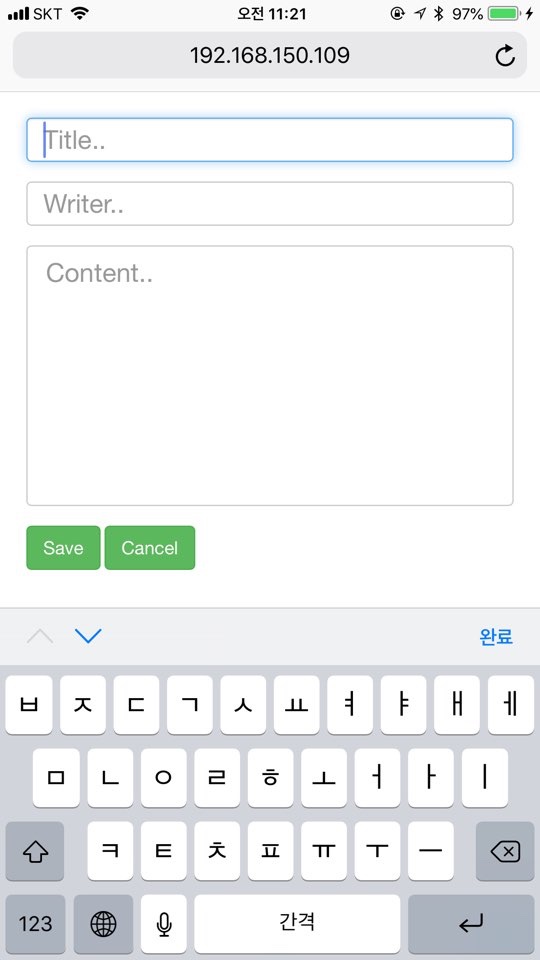 SKT 오전 11:21 97%
192.168.150.109
Title..
Writer..
Content..
Save Cancel
완료
ㅂ ㅈ ㄷ ㄱ ㅅ ㅛ ㅕ ㅑ ㅐ ㅔ
ㅁ ㄴ ㅇ ㄹ ㅎ ㅗ ㅓ ㅏ ㅣ
ㅋ ㅌ ㅊ ㅍ ㅠ ㅜ ㅡ
123 간격